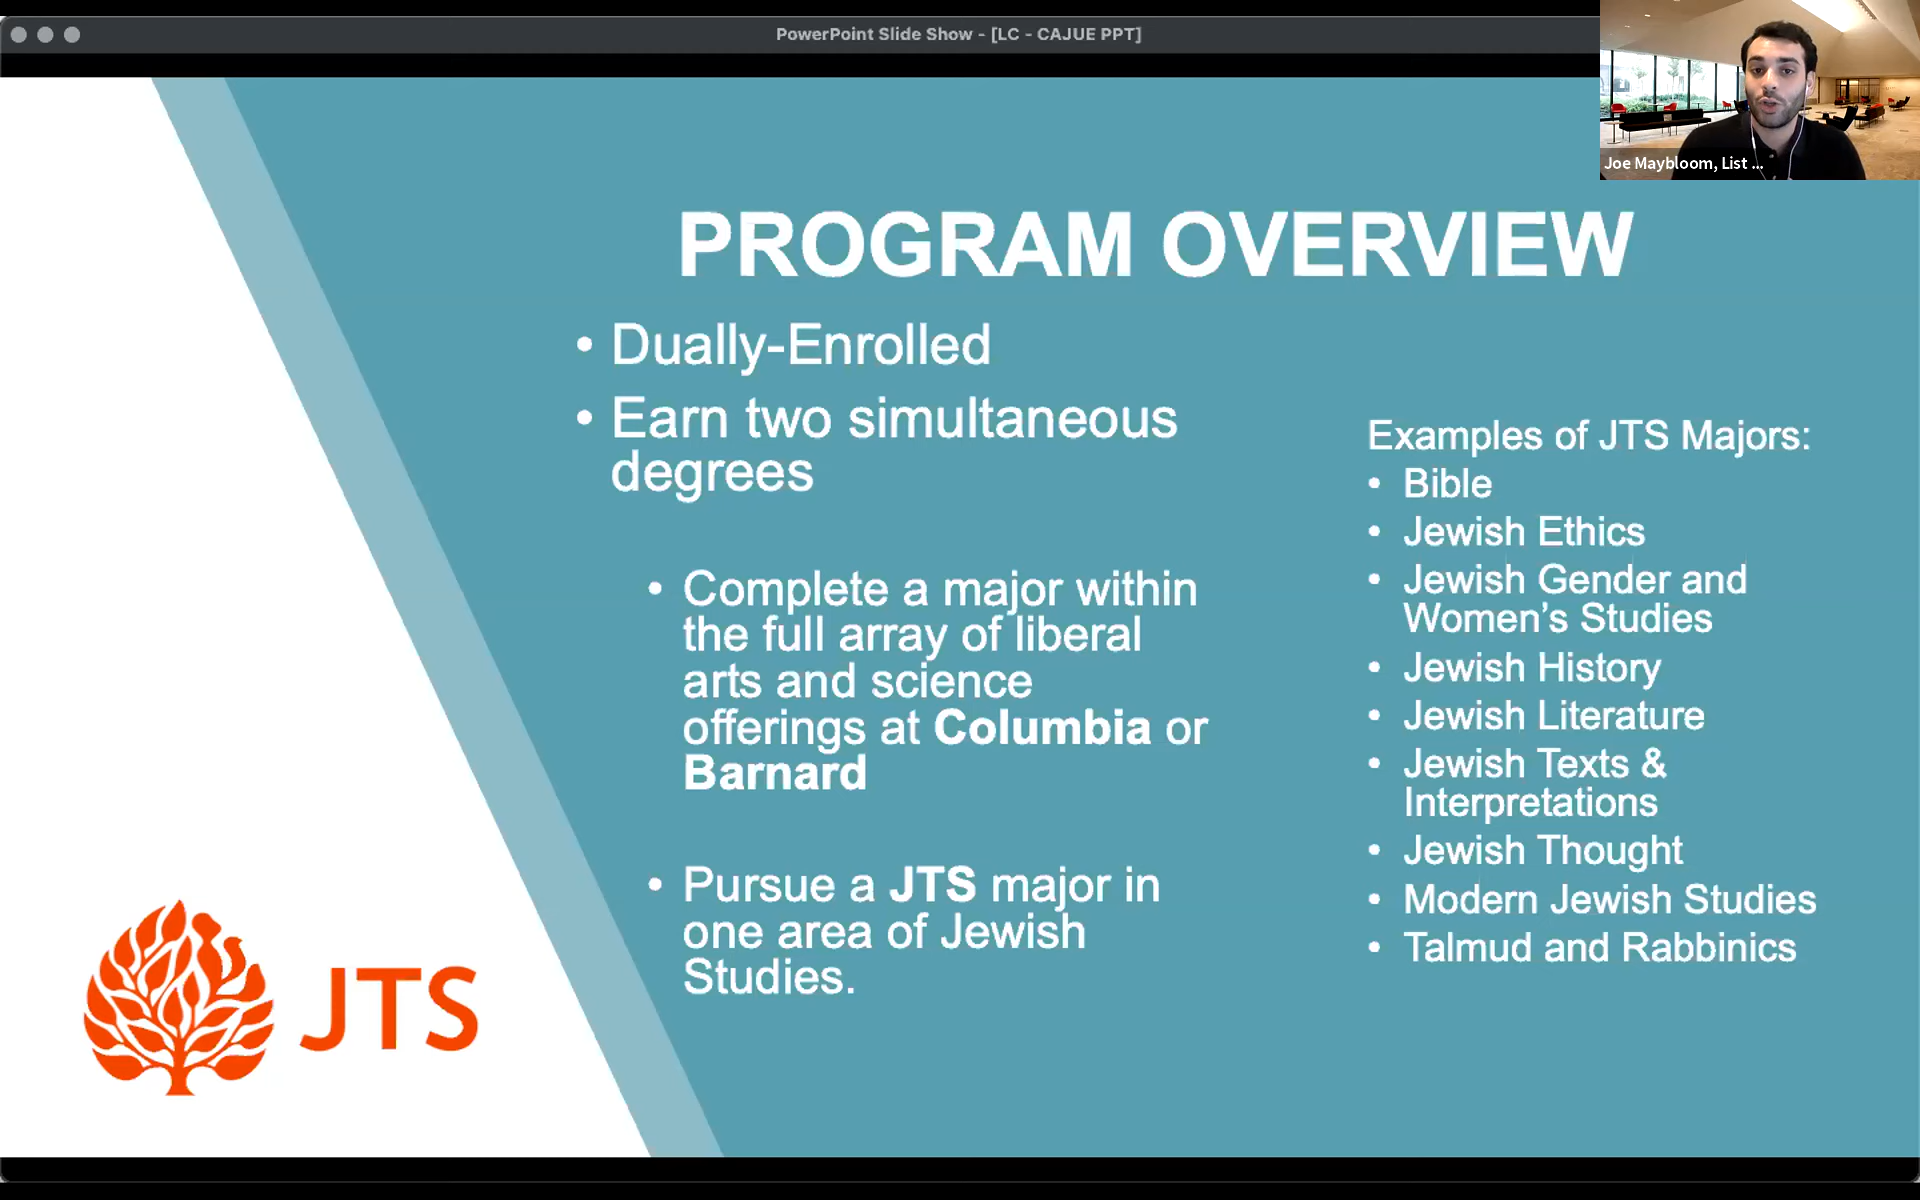 PowerPoint Slide Show - [LC - CAJUE PPT]
Joe Maybloom, List ...
PROGRAM OVERVIEW
• Dually-Enrolled
• Earn two simultaneous
degrees
• Complete a major within
the full array of liberal
arts and science
offerings at Columbia or
Barnard
• Pursue a JTS major in
one area of Jewish
Studies.
Examples of JTS Majors:
• Bible
• Jewish Ethics
• Jewish Gender and
Women’s Studies
• Jewish History
• Jewish Literature
• Jewish Texts &
Interpretations
• Jewish Thought
• Modern Jewish Studies
• Talmud and Rabbinics
JTS